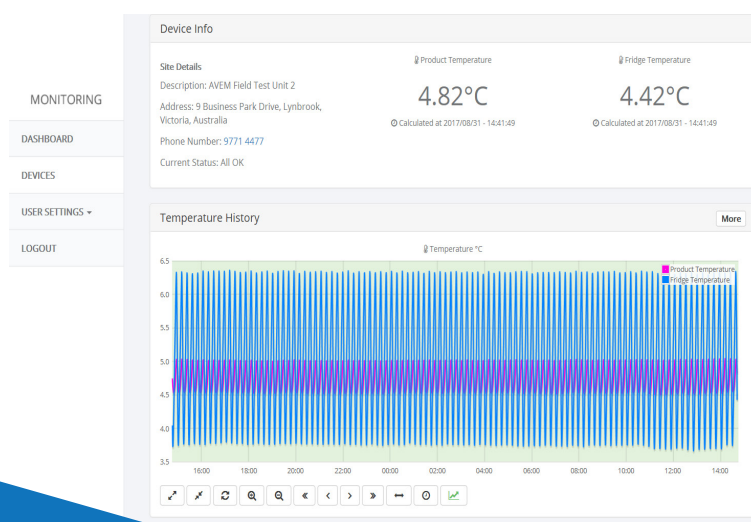 MONITORING
DASHBOARD
DEVICES
USER SETTINGS
LOGOUT
Device Info
Site Details
Description: AVEM Field Test Unit 2
Address: 9 Business Park Drive, Lynbrook,
Victoria, Australia
Phone Number: 9771 4477
Current Status: All OK
Product Temperature
4.82°C
Calculated at 2017/08/31 - 14:41:49
Fridge Temperature
4.42°C
Calculated at 2017/08/31 - 14:41:49
Temperature History
More
Temperature °C
Product Temperature
Fridge Temperature
6.5
6.0
5.5
5.0
4.5
4.0
3.5
16:00 18:00 20:00 22:00 00:00 02:00 04:00 06:00 08:00 10:00 12:00 14:00